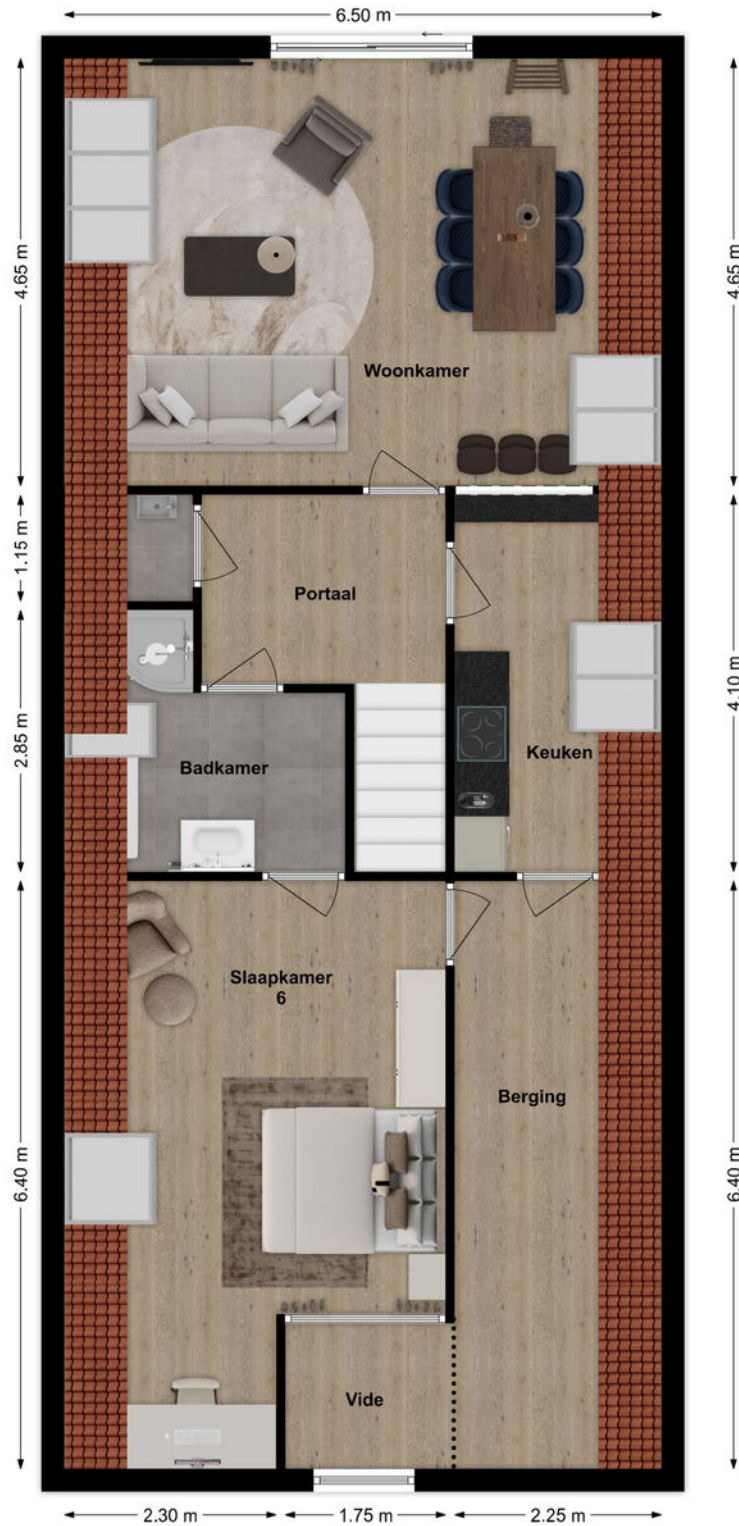 6.50 m
4.65 m
4.65 m
Woonkamer
1.15 m
Portaal
4.10 m
2.85 m
Keuken
Badkamer
Slaapkamer
6
Berging
6.40 m
6.40 m
Vide
2.30 m
1.75 m
2.25 m